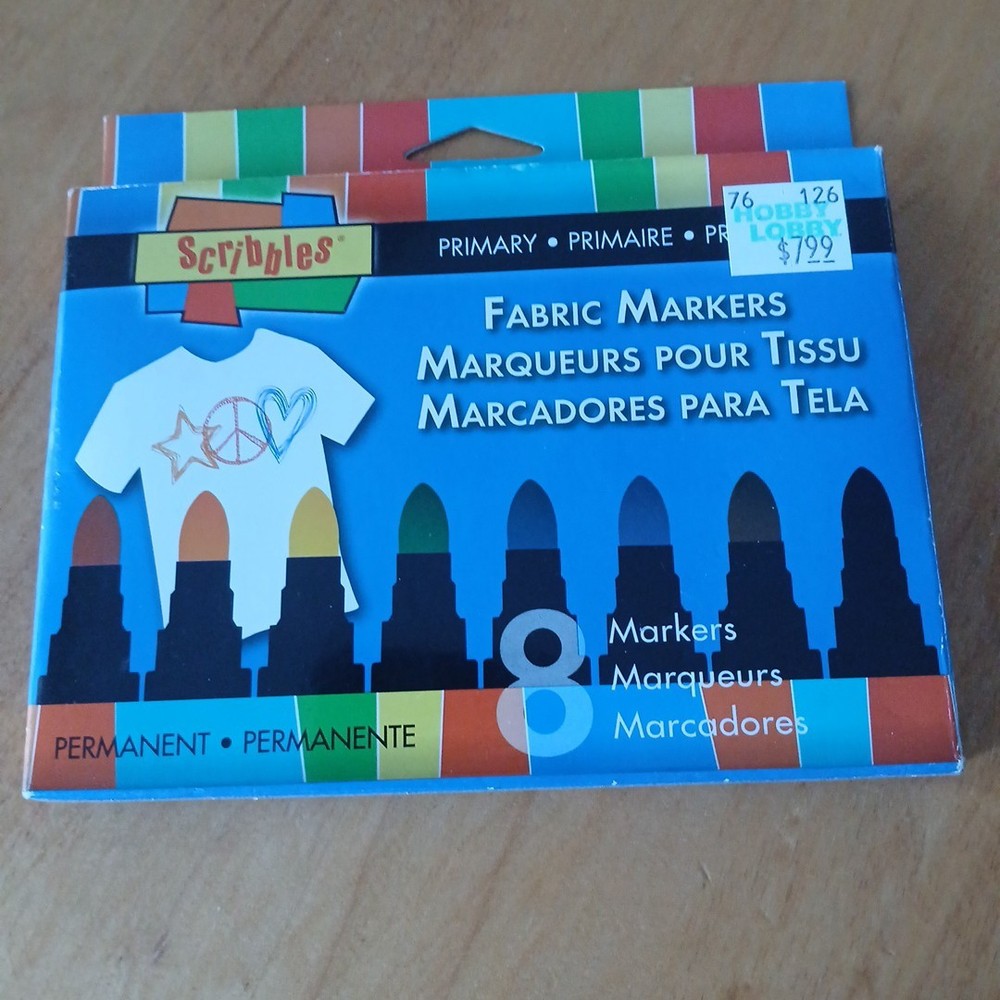 76 126
HOBBY
LOBBY
$7.99
Scribbles®
PRIMARY • PRIMAIRE •
FABRIC MARKERS
MARQUEURS POUR TISSU
MARCADORES PARA TELA
8
Markers
Marqueurs
Marcadores
PERMANENT • PERMANENTE